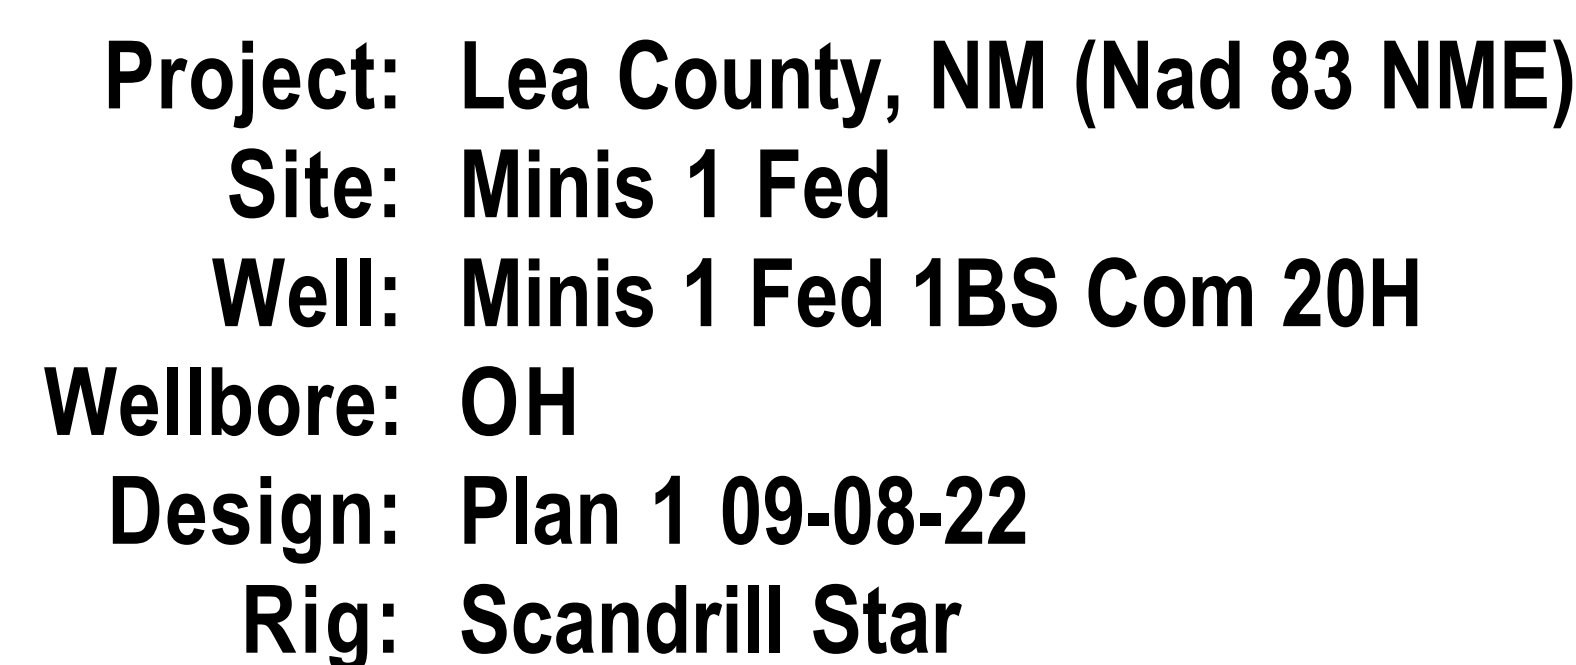 Project: Lea County, NM (Nad 83 NME)
Site: Minis 1 Fed
Well: Minis 1 Fed 1BS Com 20H
Wellbore: OH
Design: Plan 1 09-08-22
Rig: Scandrill Star